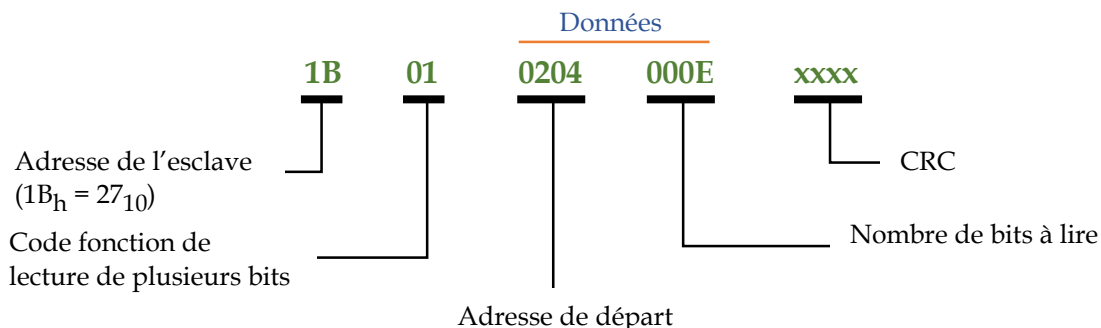 Données
1B 01 0204 000E xxxx
Adresse de l’esclave
(1Bh = 2710)
CRC
Code fonction de
lecture de plusieurs bits
Nombre de bits à lire
Adresse de départ